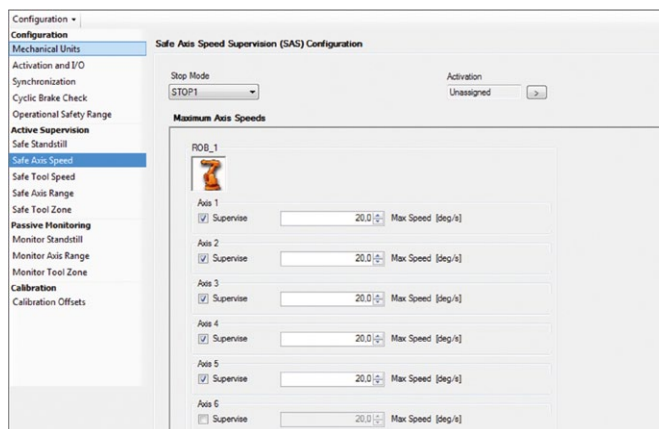 Configuration
Configuration
Mechanical Units
Activation and I/O
Synchronization
Cyclic Brake Check
Operational Safety Range
Active Supervision
Safe Standstill
Safe Axis Speed
Safe Tool Speed
Safe Axis Range
Safe Tool Zone
Passive Monitoring
Monitor Standstill
Monitor Axis Range
Monitor Tool Zone
Calibration
Calibration Offsets
Safe Axis Speed Supervision (SAS) Configuration
Stop Mode
STOP1
Activation
Unassigned >
Maximum Axis Speeds
ROB_1
Axis 1
Supervise 20,0 Max Speed [deg/s]
Axis 2
Supervise 20,0 Max Speed [deg/s]
Axis 3
Supervise 20,0 Max Speed [deg/s]
Axis 4
Supervise 20,0 Max Speed [deg/s]
Axis 5
Supervise 20,0 Max Speed [deg/s]
Axis 6
Supervise 20,0 Max Speed [deg/s]